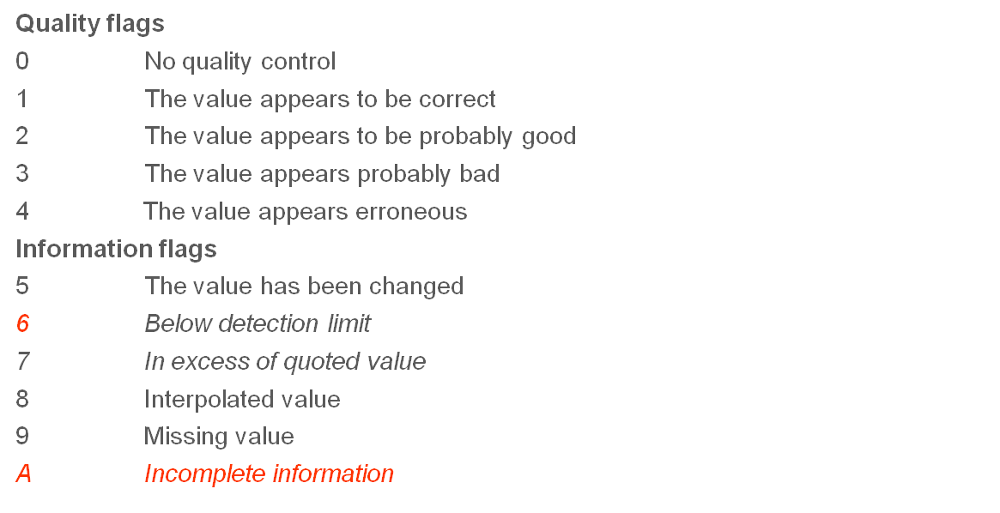 Quality flags
0 No quality control
1 The value appears to be correct
2 The value appears to be probably good
3 The value appears probably bad
4 The value appears erroneous
Information flags
5 The value has been changed
6 Below detection limit
7 In excess of quoted value
8 Interpolated value
9 Missing value
A Incomplete information